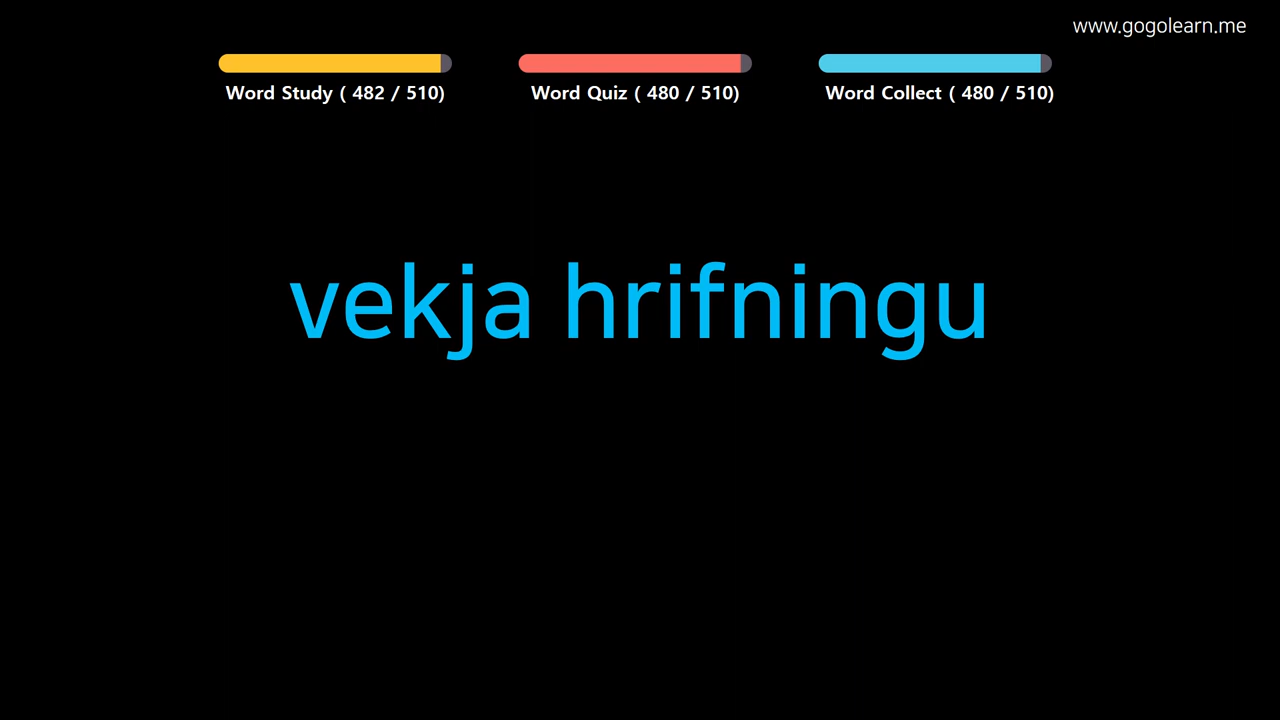 www.gogolearn.me
Word Study ( 482 / 510)
Word Quiz ( 480 / 510)
Word Collect ( 480 / 510)
vekja hrifningu